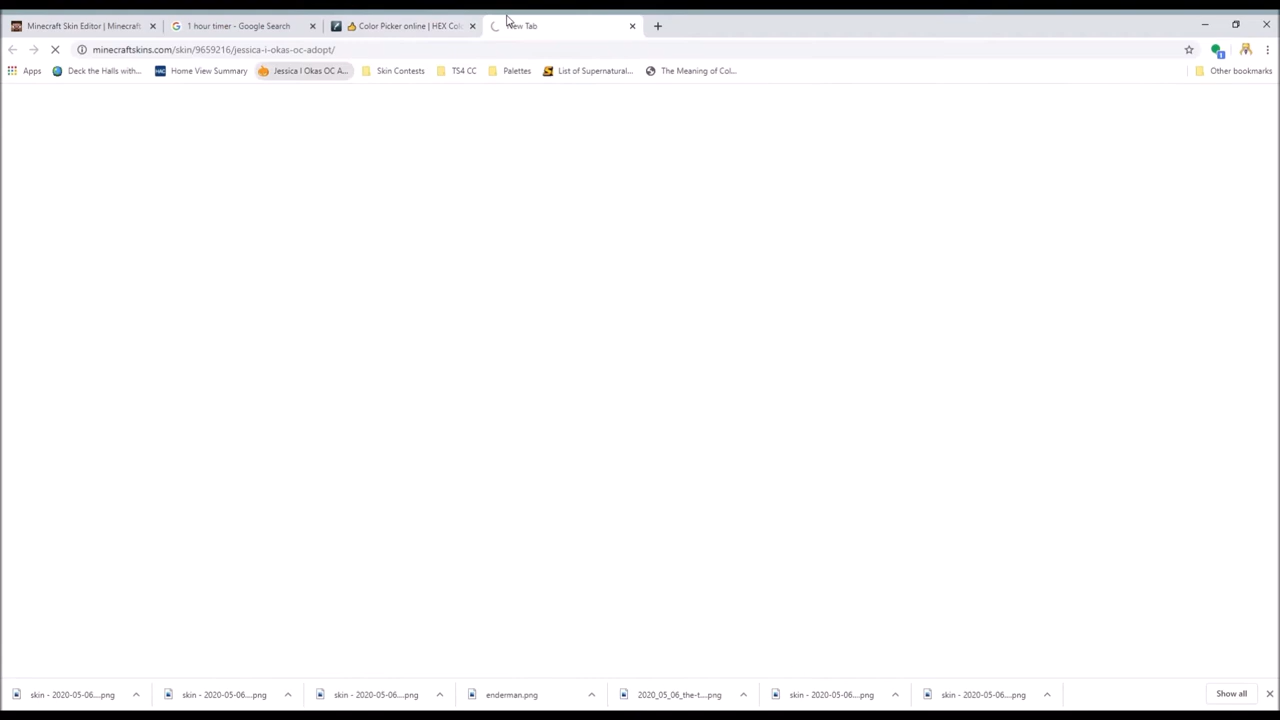 Minecraft Skin Editor | Minecraft 1 hour timer - Google Search Color Picker online | HEX Col New Tab
minecraftskins.com/skin/9659216/jessica-i-okas-oc-adopt/
Apps Deck the Halls with... Home View Summary Jessica I Okas OC A... Skin Contests TS4 CC Palettes List of Supernatural... The Meaning of Col... Other bookmarks
skin - 2020-05-06....png skin - 2020-05-06....png skin - 2020-05-06....png enderman.png 2020_05_06_the-t....png skin - 2020-05-06....png skin - 2020-05-06....png Show all